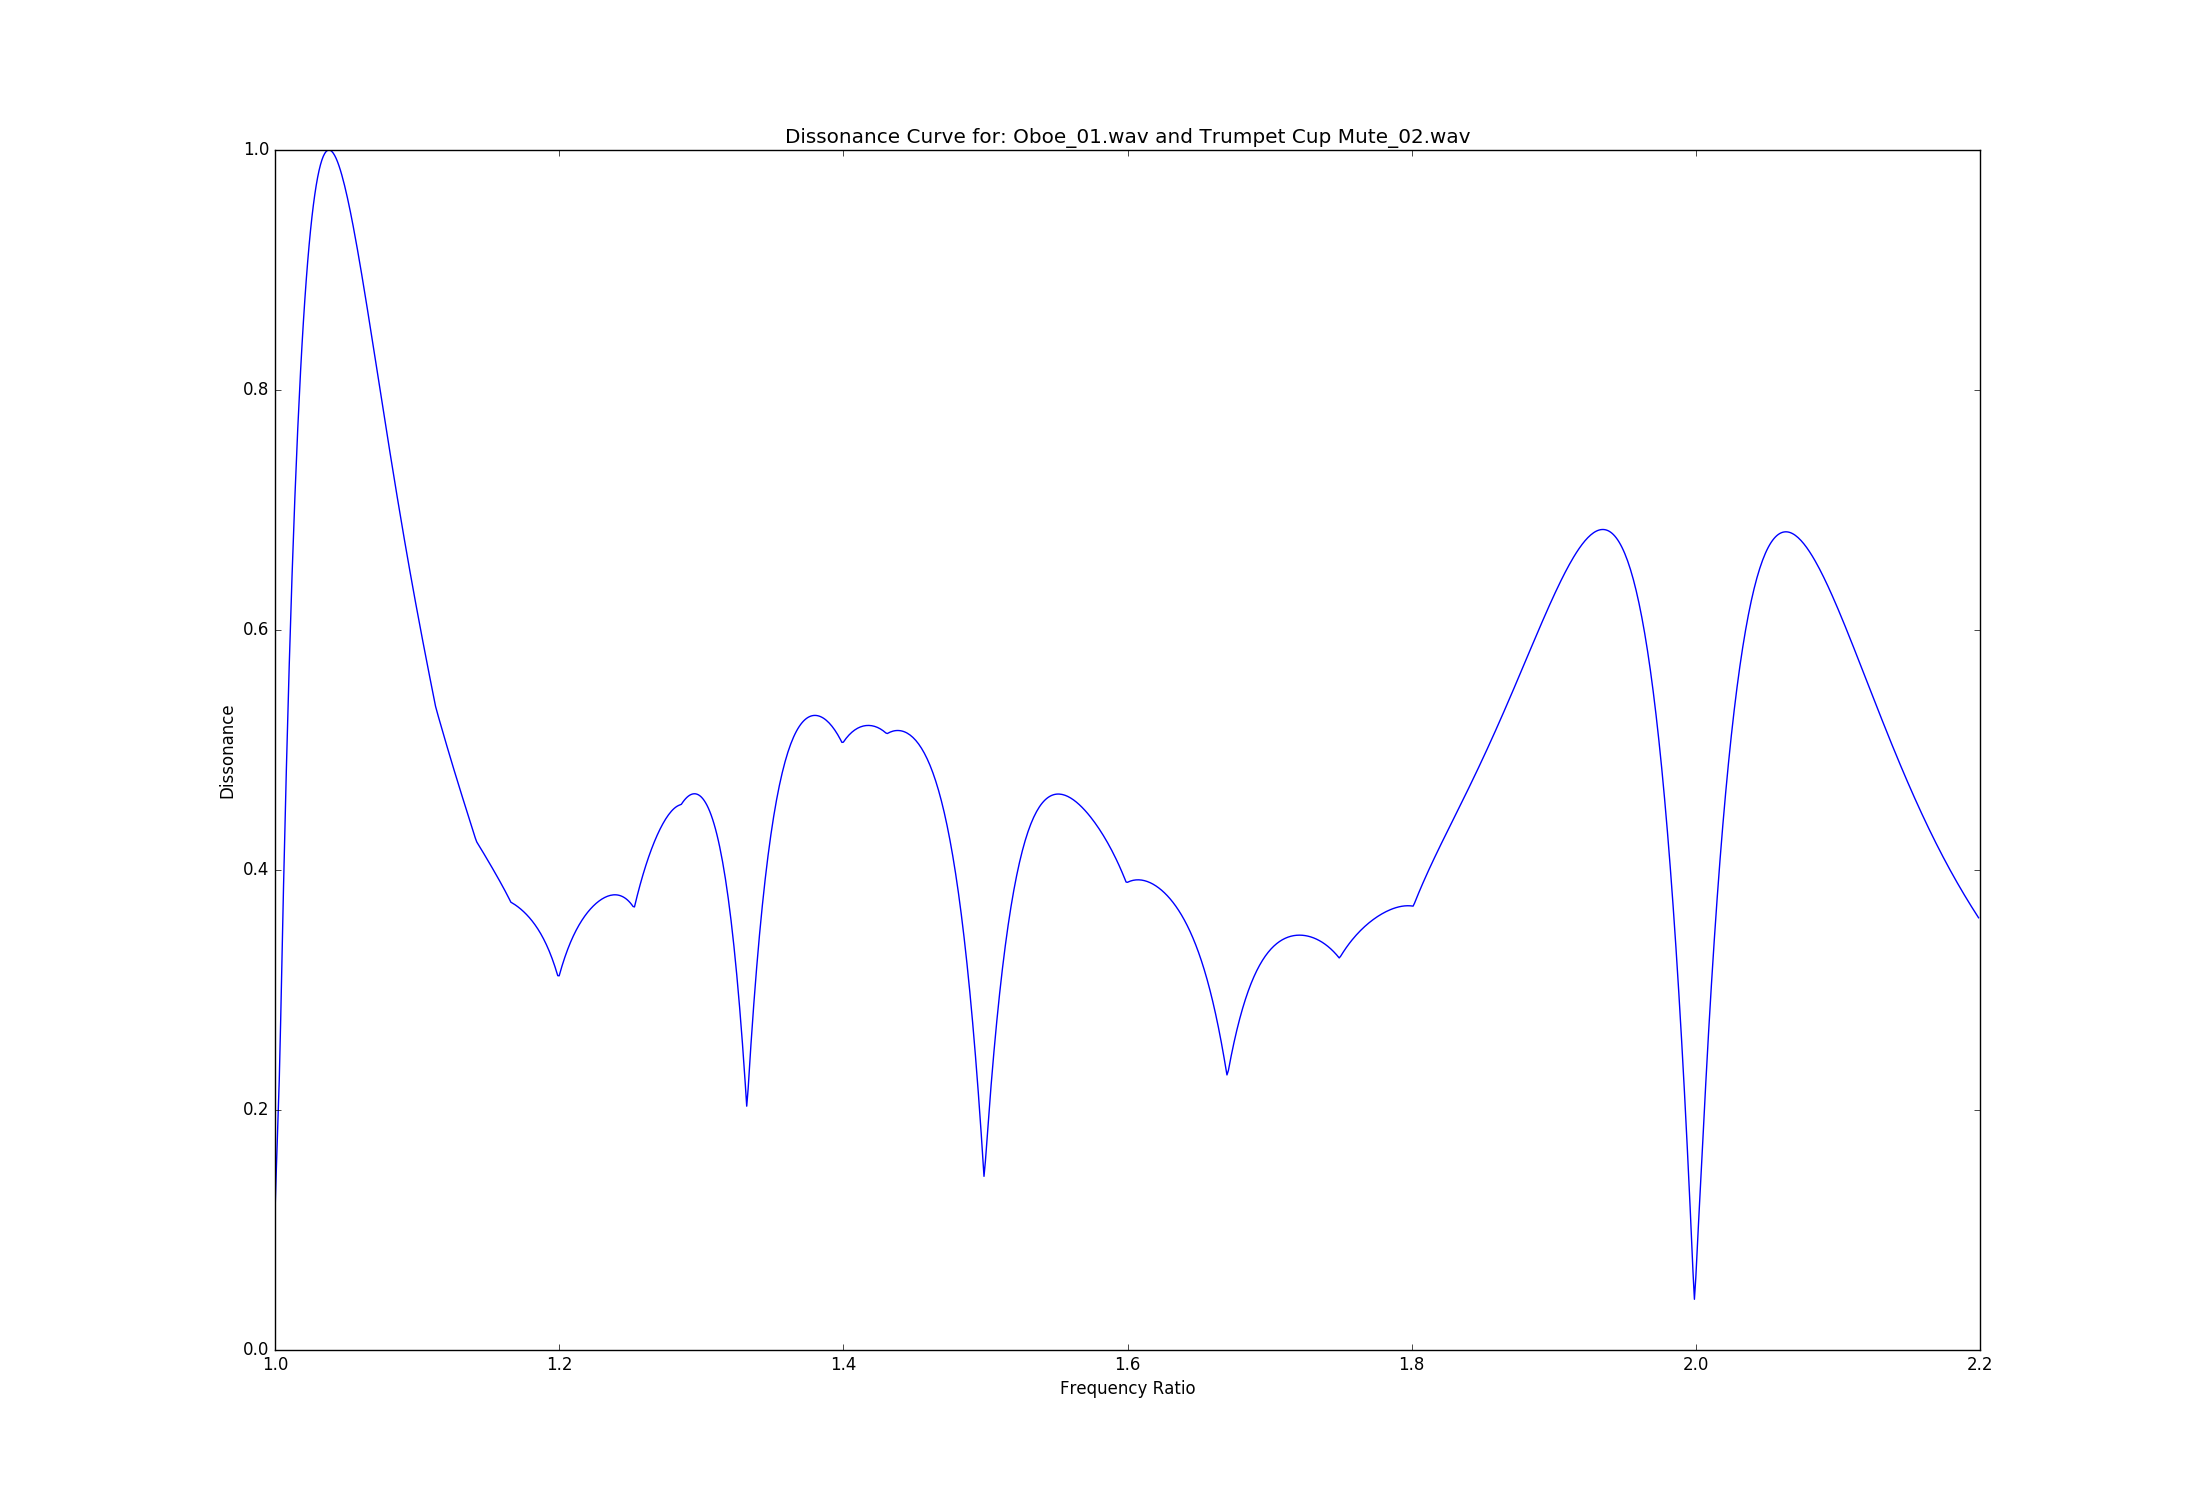 Dissonance Curve for: Oboe_01.wav and Trumpet Cup Mute_02.wav
1.0
0.8
0.6
Dissonance
0.4
0.2
0.0
1.0 1.2 1.4 1.6 1.8 2.0 2.2
Frequency Ratio